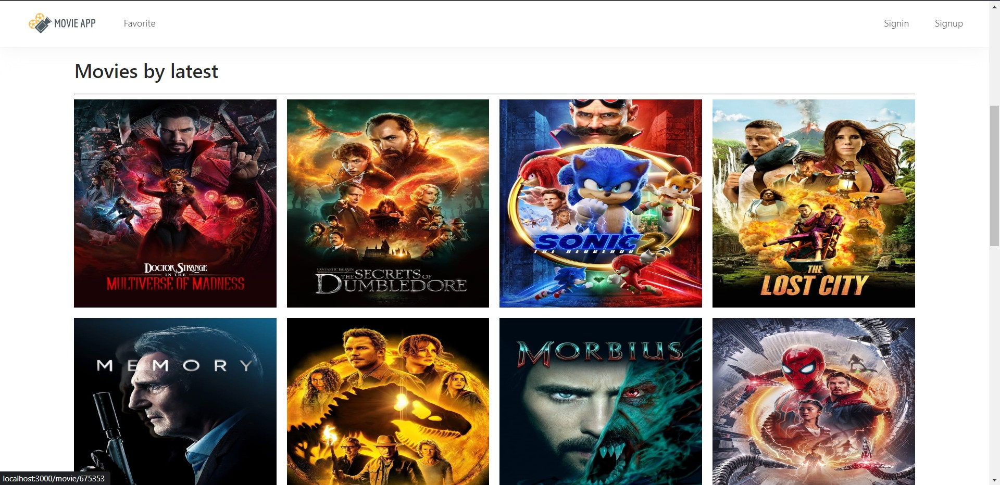 MOVIE APP
Favorite
Signin
Signup
Movies by latest
DOCTOR STRANGE
IN THE
MULTIVERSE OF MADNESS
FANTASTIC BEASTS
THE SECRETS OF
DUMBLEDORE
SONIC 2
THE HEDGEHOG
THE
LOST CITY
MEMORY
MORBIUS
localhost:3000/movie/675353